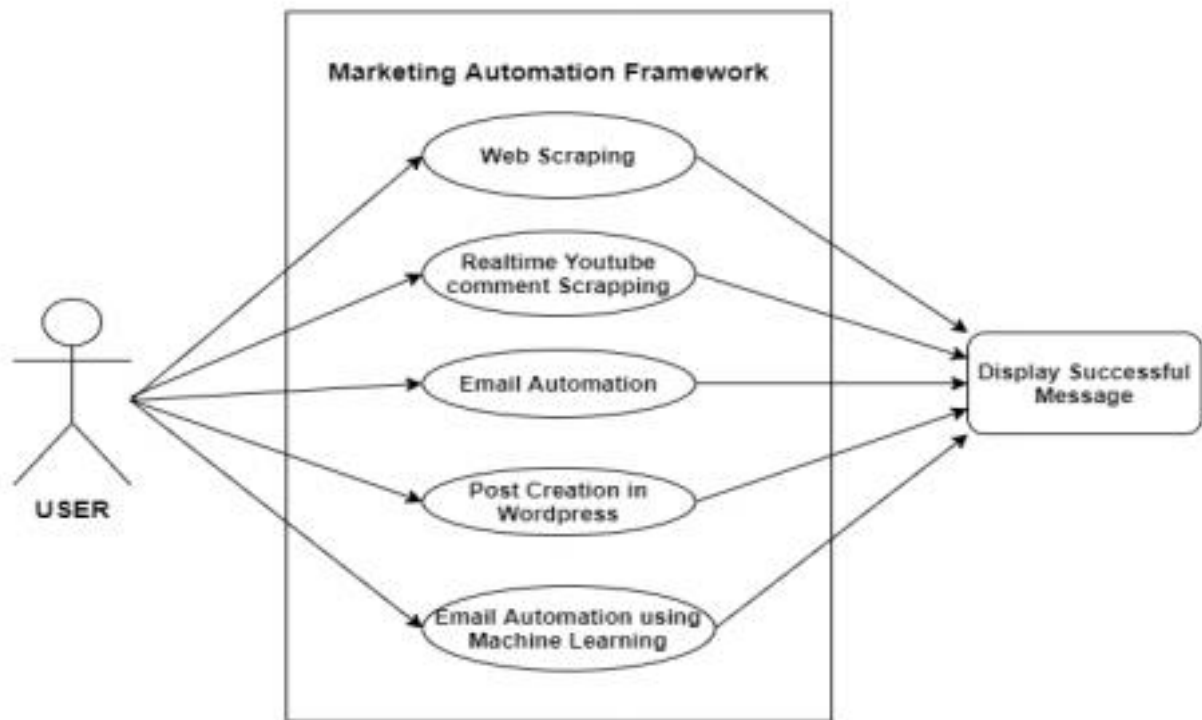 Marketing Automation Framework
Web Scraping
Realtime Youtube
comment Scrapping
Email Automation
Post Creation in
Wordpress
Email Automation using
Machine Learning
USER
Display Successful
Message